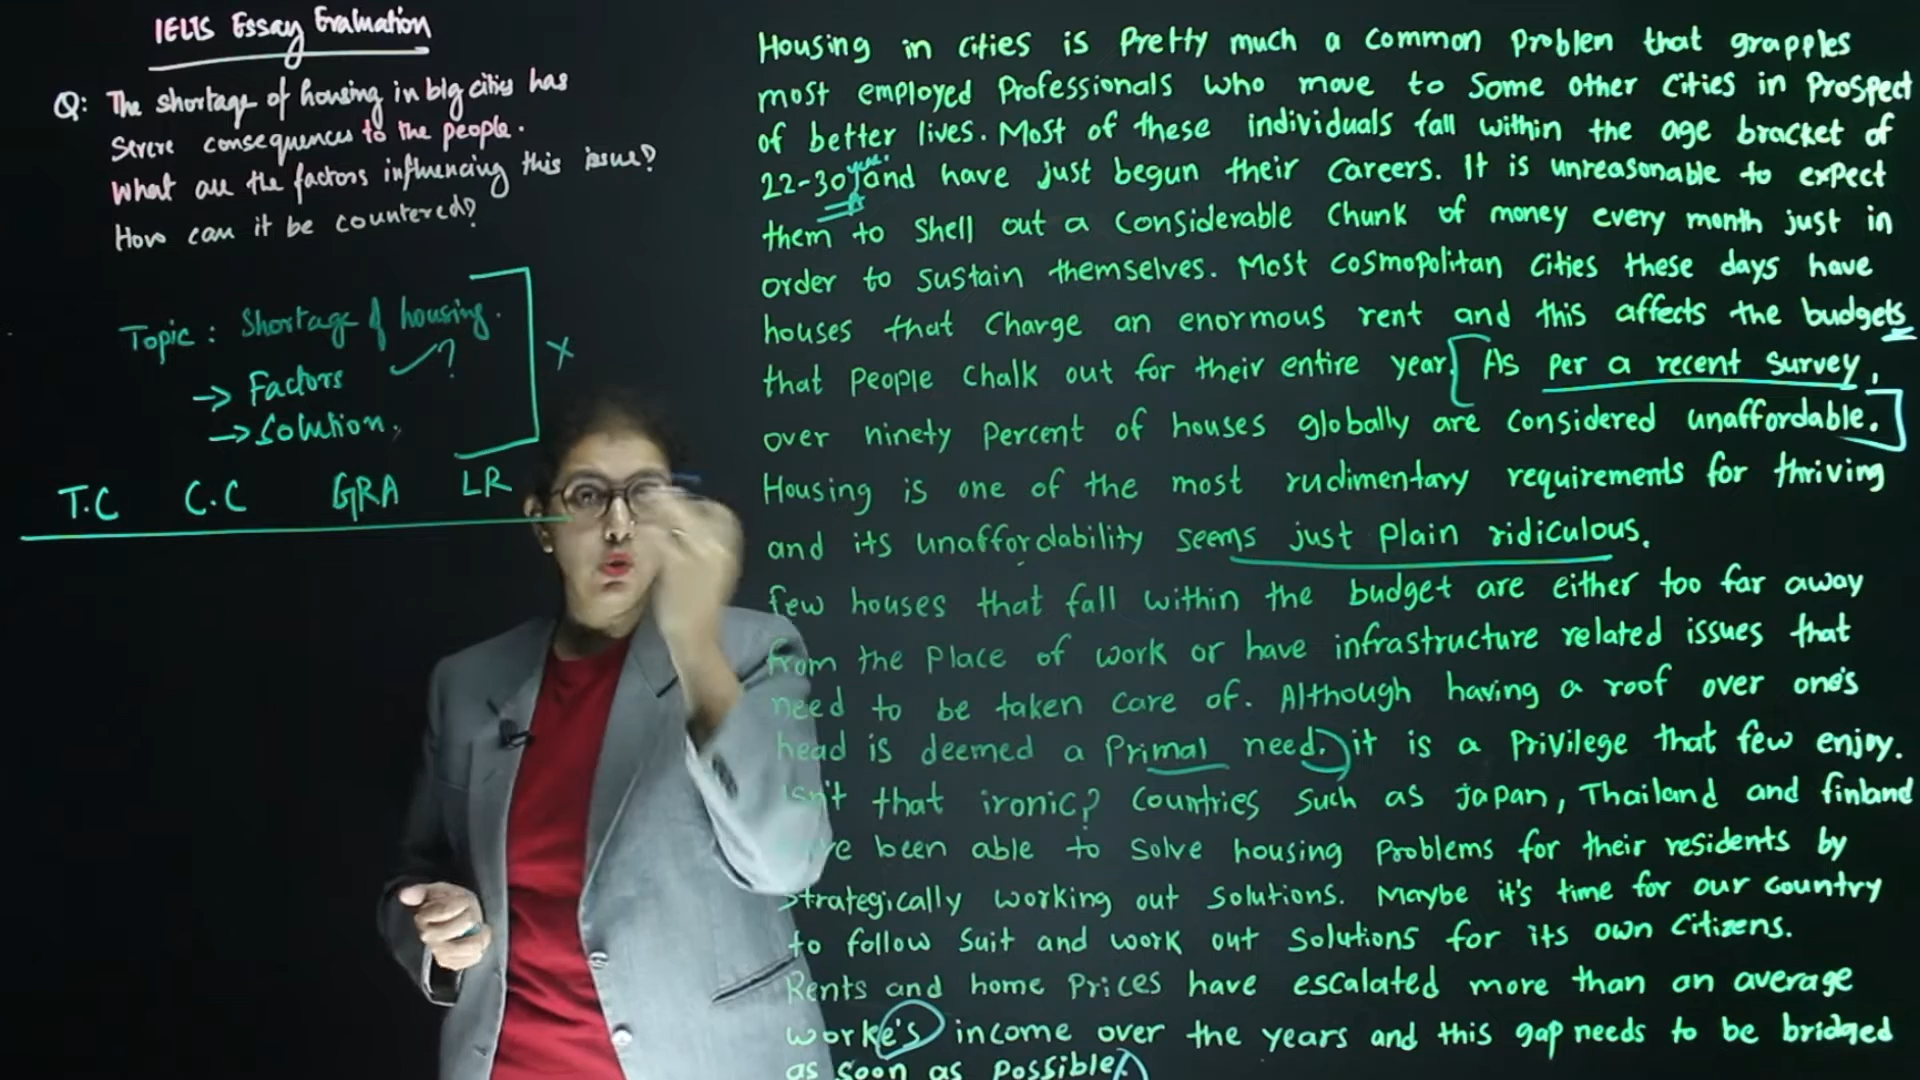 IELTS Essay Evaluation
Q: The shortage of housing in big cities has
severe consequences to the people.
What are the factors influencing this issue?
How can it be countered?
Topic: Shortage of housing.
→ Factors ?
→ Solution.
X
T.C C.C GRA LR
Housing in cities is Pretty much a common Problem that grapples
most employed Professionals who move to Some other Cities in Prospect
of better lives. Most of these individuals fall within the age bracket of
22-30 and have just begun their Careers. It is unreasonable to expect
them to Shell out a Considerable Chunk of money every month just in
order to sustain themselves. Most cosmopolitan cities these days have
houses that Charge an enormous rent and this affects the budgets
that People Chalk out for their entire year. [As Per a recent Survey,
over ninety Percent of houses globally are Considered unaffordable.]
Housing is one of the most rudimentary requirements for thriving
and its unaffordability seems just Plain ridiculous.
few houses that fall within the budget are either too far away
from the Place of work or have infrastructure related issues that
need to be taken care of. Although having a roof over one's
head is deemed a Primal need, it is a Privilege that few enjoy.
isn't that ironic? Countries Such as Japan, Thailand and finland
been able to Solve housing Problems for their residents by
strategically working out Solutions. Maybe it's time for our Country
to follow Suit and work out Solutions for its own Citizens.
Rents and home Prices have escalated more than an average
worke's income over the years and this gap needs to be bridged
as soon as possible.